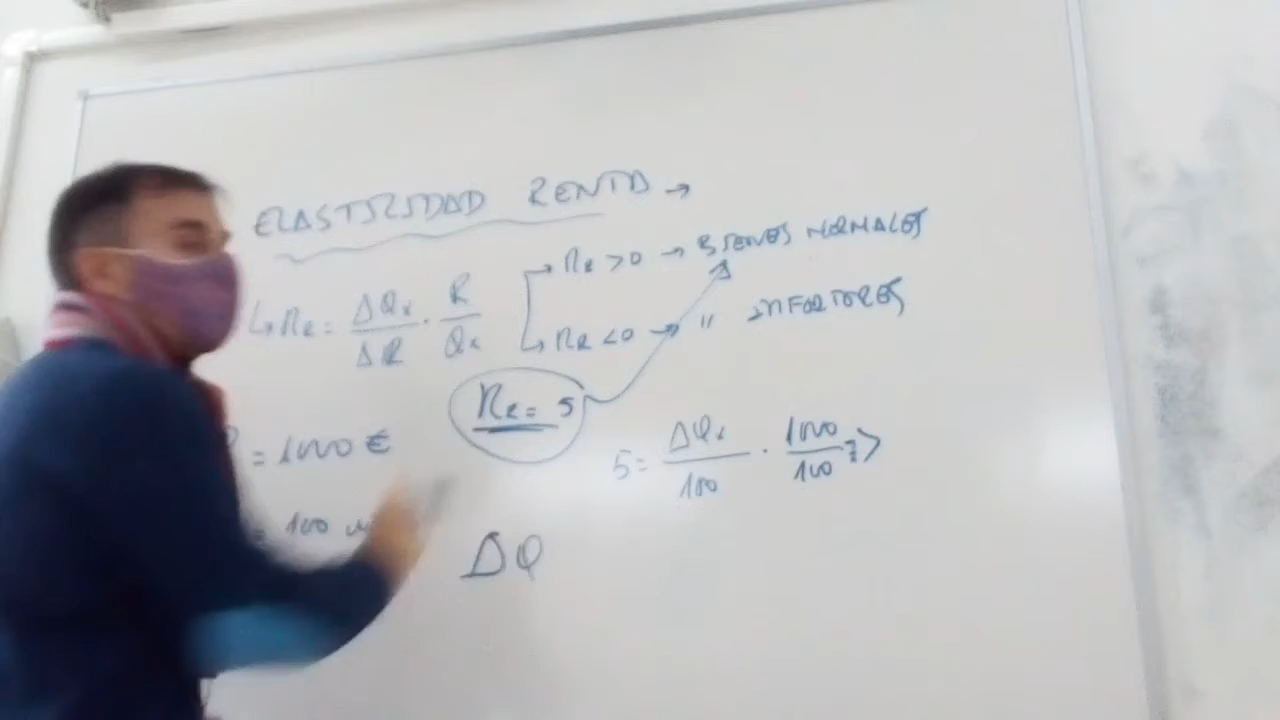 ELASTICIDAD RENTA →
↳ηR = ΔQx / ΔR · R / Qx
→ ηR > 0 → BIENES NORMALES
↳ ηR < 0 → " INFERIORES
ηR = 5
= 1000 €
5 = ΔQx / 100 · 1000 / 100 =>
= 100
ΔQ